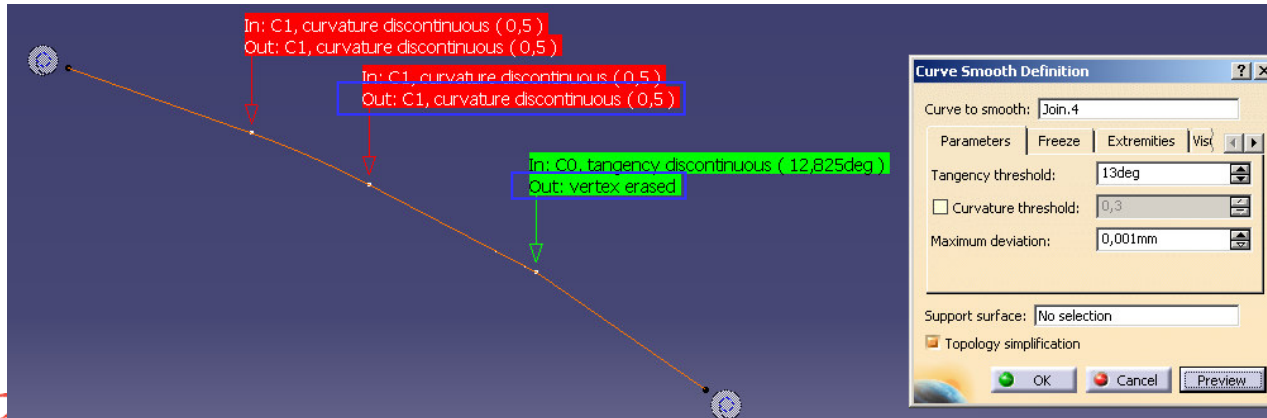 In: C1, curvature discontinuous ( 0,5 )
Out: C1, curvature discontinuous ( 0,5 )
In: C1, curvature discontinuous ( 0,5 )
Out: C1, curvature discontinuous ( 0,5 )
In: C0, tangency discontinuous ( 12,825deg )
Out: vertex erased
Curve Smooth Definition
Curve to smooth: Join.4
Parameters Freeze Extremities
Tangency threshold: 13deg
Curvature threshold: 0,3
Maximum deviation: 0,001mm
Support surface: No selection
Topology simplification
OK Cancel Preview